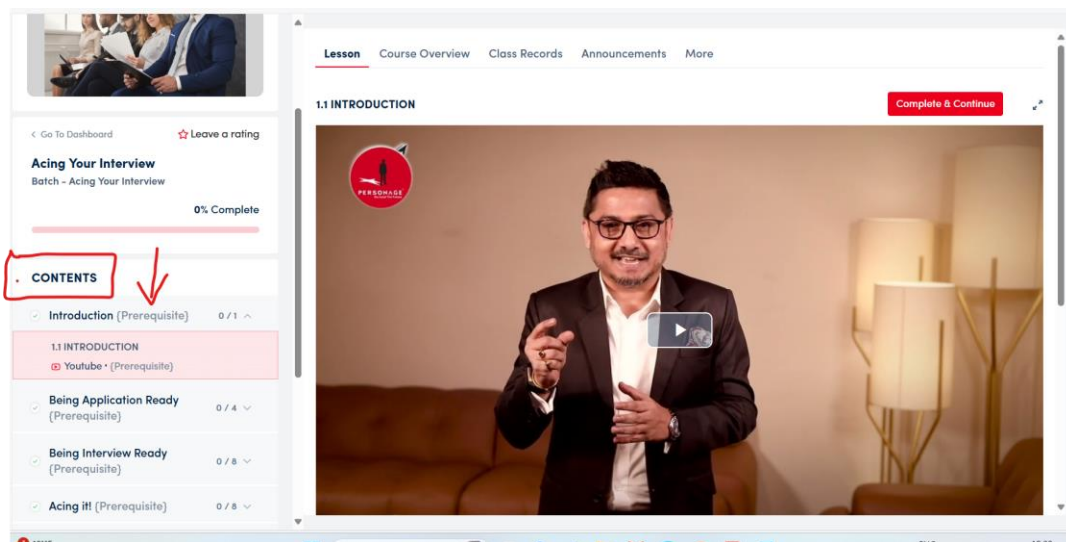 Lesson Course Overview Class Records Announcements More
1.1 INTRODUCTION
Complete & Continue
PERSONAGE
< Go To Dashboard
Leave a rating
Acing Your Interview
Batch - Acing Your Interview
0% Complete
CONTENTS
Introduction (Prerequisite) 0 / 1
1.1 INTRODUCTION
Youtube • (Prerequisite)
Being Application Ready
(Prerequisite)
0 / 4
Being Interview Ready
(Prerequisite)
0 / 8
Acing it! (Prerequisite) 0 / 8